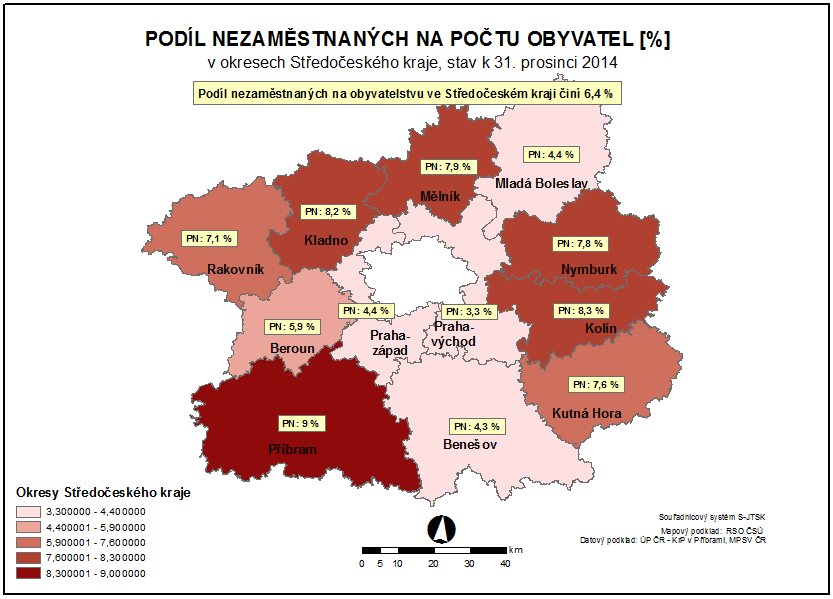 PODÍL NEZAMĚSTNANÝCH NA POČTU OBYVATEL [%]
v okresech Středočeského kraje, stav k 31. prosinci 2014
Podíl nezaměstnaných na obyvatelstvu ve Středočeském kraji činí 6,4 %
PN: 4,4 %
Mladá Boleslav
PN: 7,9 %
Mělník
PN: 8,2 %
Kladno
PN: 7,1 %
Rakovník
PN: 7,8 %
Nymburk
PN: 4,4 %
Praha-
západ
PN: 3,3 %
Praha-
východ
PN: 8,3 %
Kolín
PN: 5,9 %
Beroun
PN: 7,6 %
Kutná Hora
PN: 9 %
Příbram
PN: 4,3 %
Benešov
Okresy Středočeského kraje
3,300000 - 4,400000
4,400001 - 5,900000
5,900001 - 7,600000
7,600001 - 8,300000
8,300001 - 9,000000
km
0 5 10 20 30 40
Souřadnicový systém S-JTSK
Mapový podklad: RSO ČSÚ
Datový podklad: ÚP ČR - KrP v Příbrami, MPSV ČR